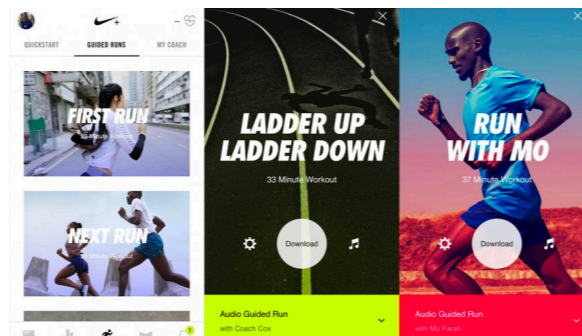 QUICKSTART
GUIDED RUNS
MY COACH
FIRST RUN
NEXT RUN
1
LADDER UP
LADDER DOWN
33 Minute Workout
Download
Audio Guided Run
with Coach Cox
RUN
WITH MO
37 Minute Workout
Download
Audio Guided Run
with Mo Farah